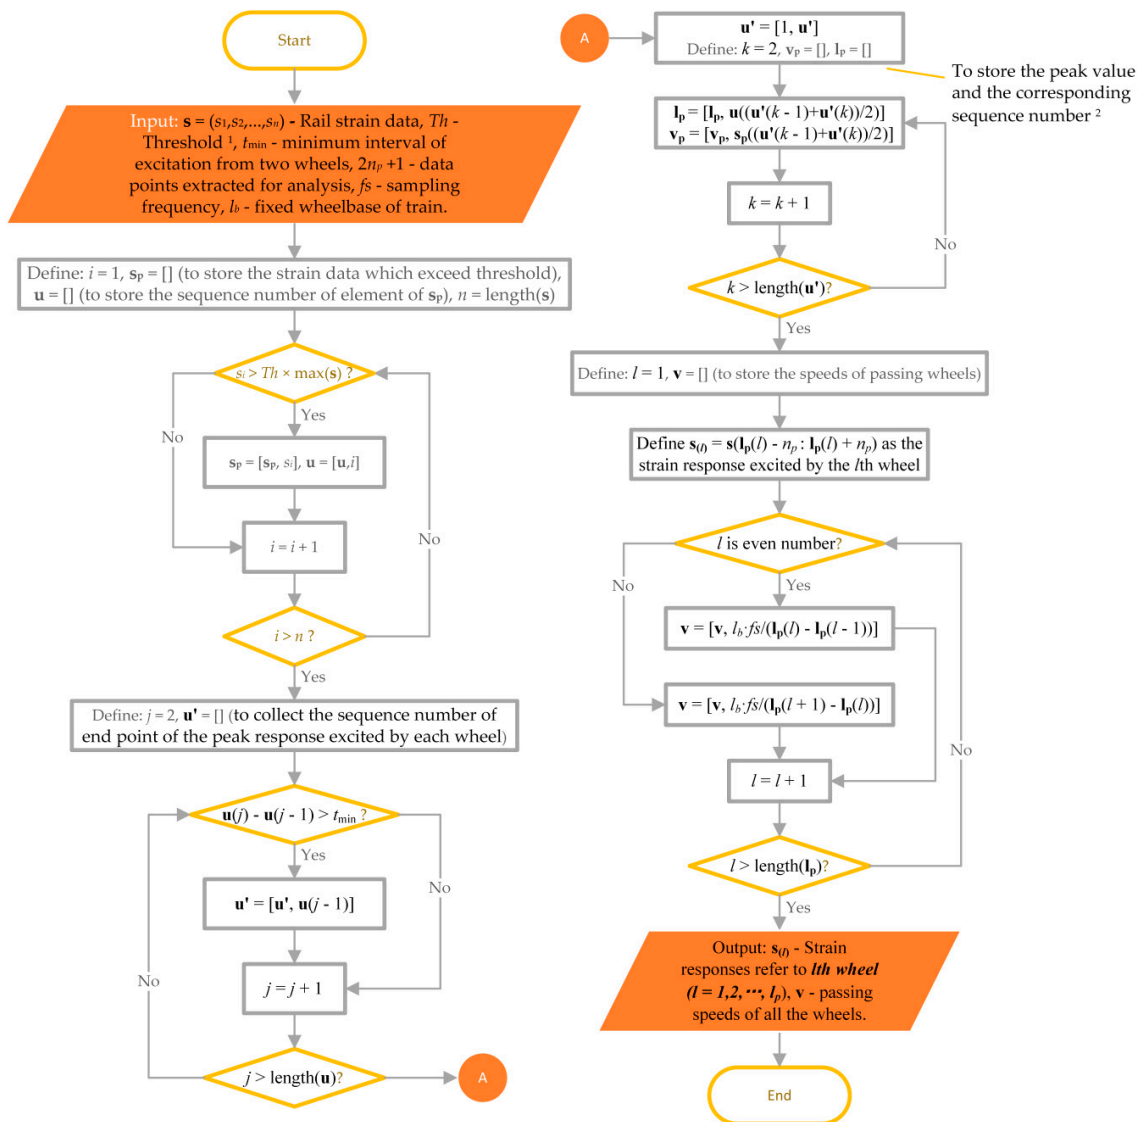 Start
Input: s = (s1,s2,...,sn) - Rail strain data, Th -
Threshold 1, tmin - minimum interval of
excitation from two wheels, 2np +1 - data
points extracted for analysis, fs - sampling
frequency, lb - fixed wheelbase of train.
Define: i = 1, sp = [] (to store the strain data which exceed threshold),
u = [] (to store the sequence number of element of sp), n = length(s)
si > Th × max(s) ?
Yes
No
sp = [sp, si], u = [u,i]
No
i = i + 1
i > n ?
Yes
Define: j = 2, u' = [] (to collect the sequence number of
end point of the peak response excited by each wheel)
u(j) - u(j - 1) > tmin ?
Yes
No
u' = [u', u(j - 1)]
No
j = j + 1
j > length(u)?
A
A
u' = [1, u']
Define: k = 2, vp = [], lp = []
To store the peak value
and the corresponding
sequence number 2
lp = [lp, u((u'(k - 1)+u'(k))/2)]
vp = [vp, sp((u'(k - 1)+u'(k))/2)]
k = k + 1
No
k > length(u')?
Yes
Define: l = 1, v = [] (to store the speeds of passing wheels)
Define s(l) = s(lp(l) - np : lp(l) + np) as the
strain response excited by the lth wheel
l is even number?
No
Yes
v = [v, lb·fs/(lp(l) - lp(l - 1))]
v = [v, lb·fs/(lp(l + 1) - lp(l))]
No
l = l + 1
l > length(lp)?
Yes
Output: s(l) - Strain
responses refer to lth wheel
(l = 1,2, ···, lp), v - passing
speeds of all the wheels.
End